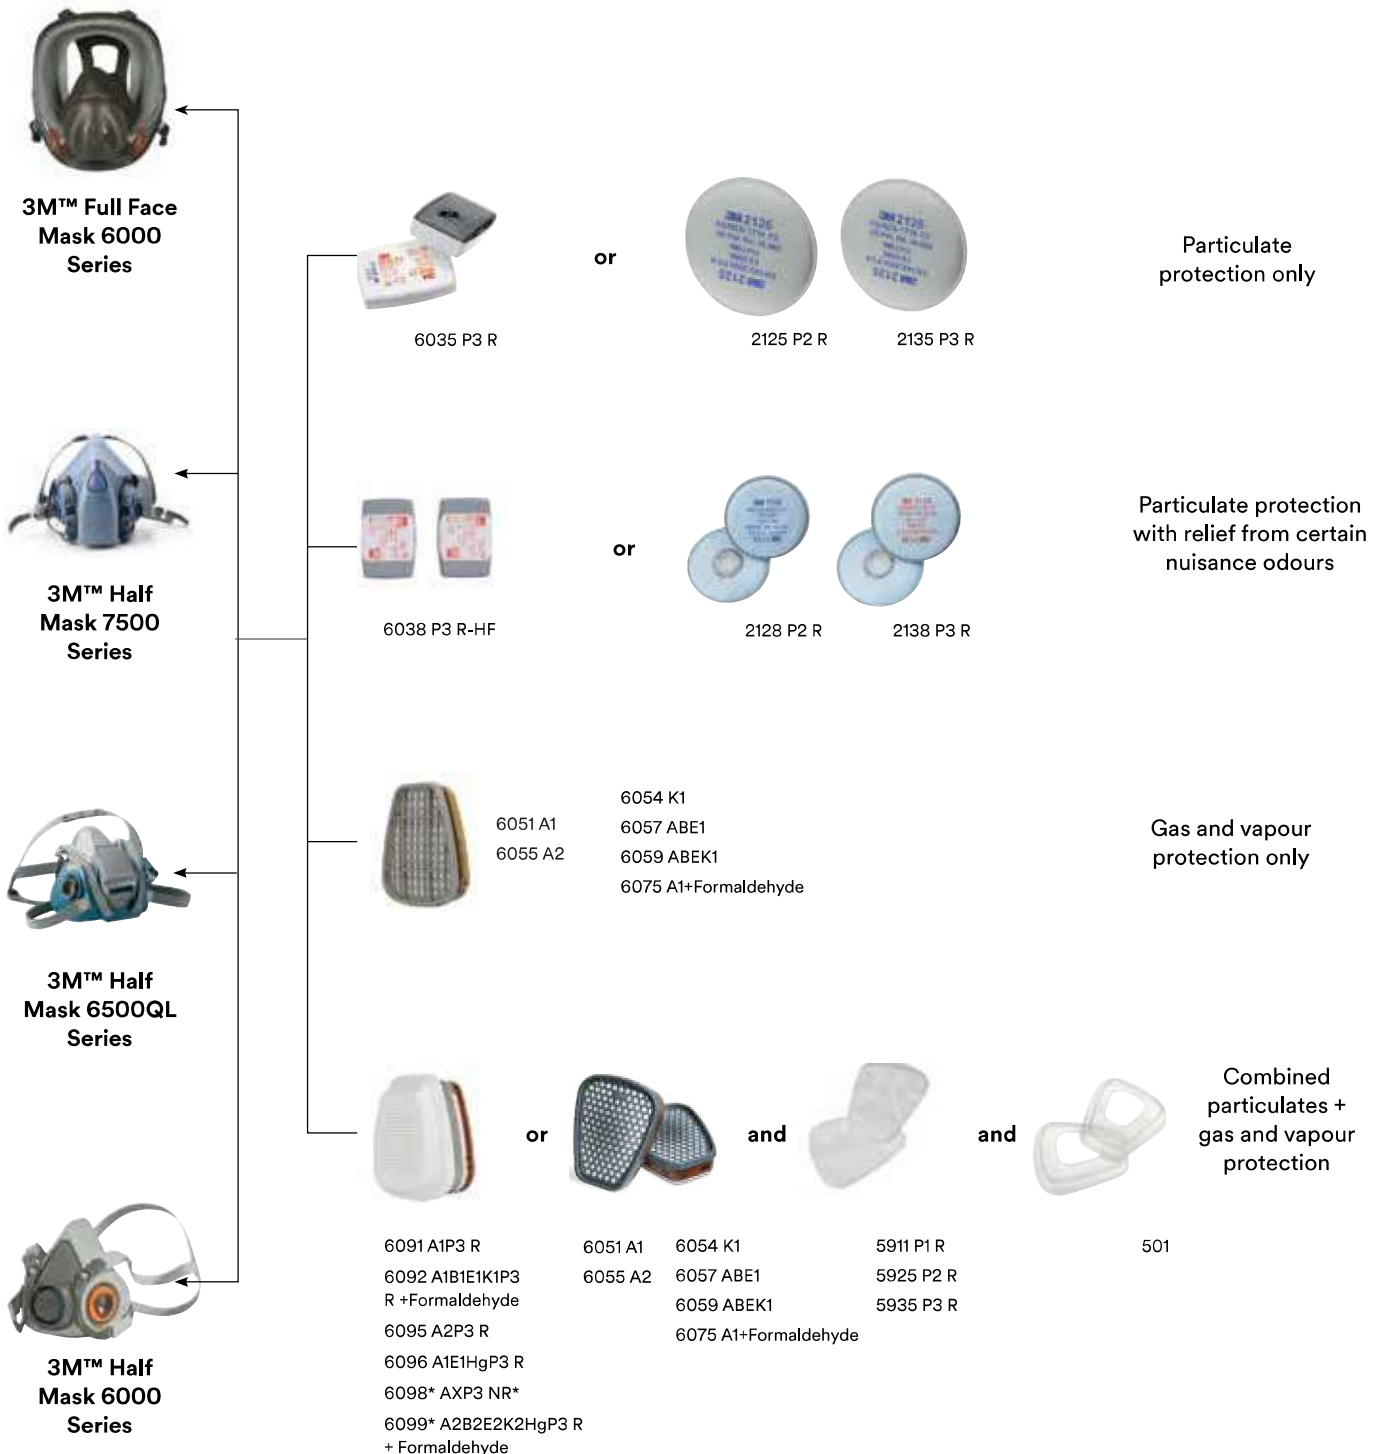 3M™ Full Face
Mask 6000
Series
6035 P3 R
or
3M 2125
3M 2125
2125 P2 R
2135 P3 R
Particulate
protection only
3M™ Half
Mask 7500
Series
6038 P3 R-HF
or
2128 P2 R
2138 P3 R
Particulate protection
with relief from certain
nuisance odours
6051 A1
6055 A2
6054 K1
6057 ABE1
6059 ABEK1
6075 A1+Formaldehyde
Gas and vapour
protection only
3M™ Half
Mask 6500QL
Series
or
and
and
Combined
particulates +
gas and vapour
protection
6091 A1P3 R
6092 A1B1E1K1P3
R +Formaldehyde
6095 A2P3 R
6096 A1E1HgP3 R
6098* AXP3 NR*
6099* A2B2E2K2HgP3 R
+ Formaldehyde
6051 A1
6055 A2
6054 K1
6057 ABE1
6059 ABEK1
6075 A1+Formaldehyde
5911 P1 R
5925 P2 R
5935 P3 R
501
3M™ Half
Mask 6000
Series